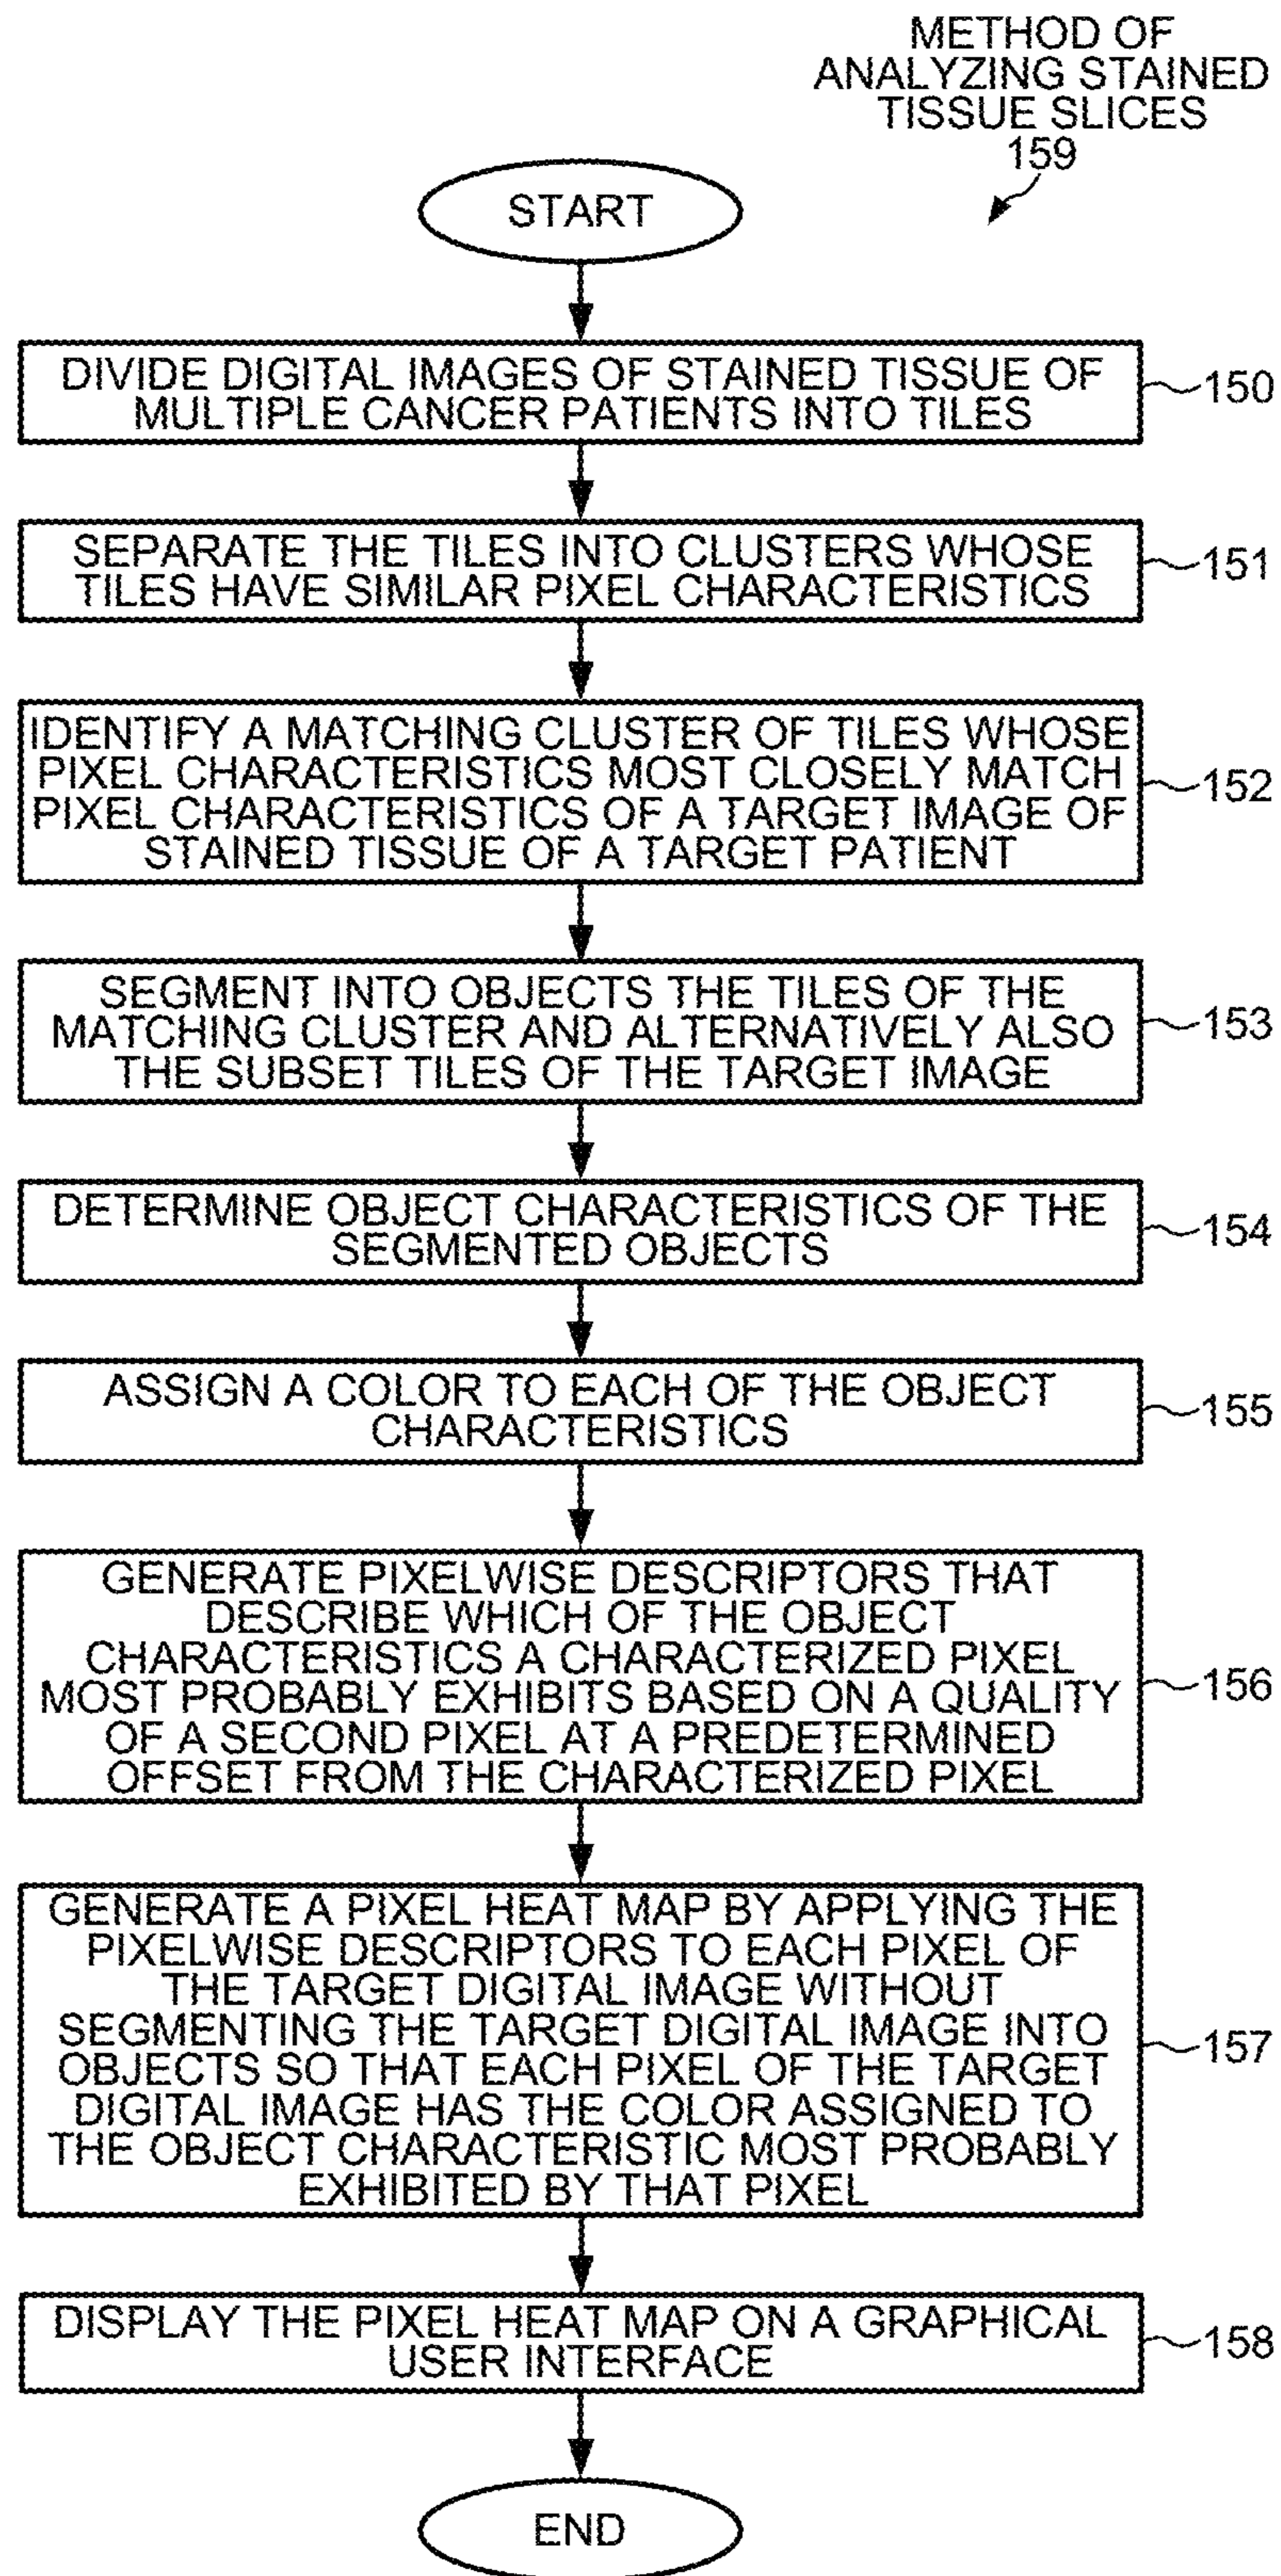 METHOD OF
ANALYZING STAINED
TISSUE SLICES
159
START
DIVIDE DIGITAL IMAGES OF STAINED TISSUE OF
MULTIPLE CANCER PATIENTS INTO TILES
150
SEPARATE THE TILES INTO CLUSTERS WHOSE
TILES HAVE SIMILAR PIXEL CHARACTERISTICS
151
IDENTIFY A MATCHING CLUSTER OF TILES WHOSE
PIXEL CHARACTERISTICS MOST CLOSELY MATCH
PIXEL CHARACTERISTICS OF A TARGET IMAGE OF
STAINED TISSUE OF A TARGET PATIENT
152
SEGMENT INTO OBJECTS THE TILES OF THE
MATCHING CLUSTER AND ALTERNATIVELY ALSO
THE SUBSET TILES OF THE TARGET IMAGE
153
DETERMINE OBJECT CHARACTERISTICS OF THE
SEGMENTED OBJECTS
154
ASSIGN A COLOR TO EACH OF THE OBJECT
CHARACTERISTICS
155
GENERATE PIXELWISE DESCRIPTORS THAT
DESCRIBE WHICH OF THE OBJECT
CHARACTERISTICS A CHARACTERIZED PIXEL
MOST PROBABLY EXHIBITS BASED ON A QUALITY
OF A SECOND PIXEL AT A PREDETERMINED
OFFSET FROM THE CHARACTERIZED PIXEL
156
GENERATE A PIXEL HEAT MAP BY APPLYING THE
PIXELWISE DESCRIPTORS TO EACH PIXEL OF
THE TARGET DIGITAL IMAGE WITHOUT
SEGMENTING THE TARGET DIGITAL IMAGE INTO
OBJECTS SO THAT EACH PIXEL OF THE TARGET
DIGITAL IMAGE HAS THE COLOR ASSIGNED TO
THE OBJECT CHARACTERISTIC MOST PROBABLY
EXHIBITED BY THAT PIXEL
157
DISPLAY THE PIXEL HEAT MAP ON A GRAPHICAL
USER INTERFACE
158
END